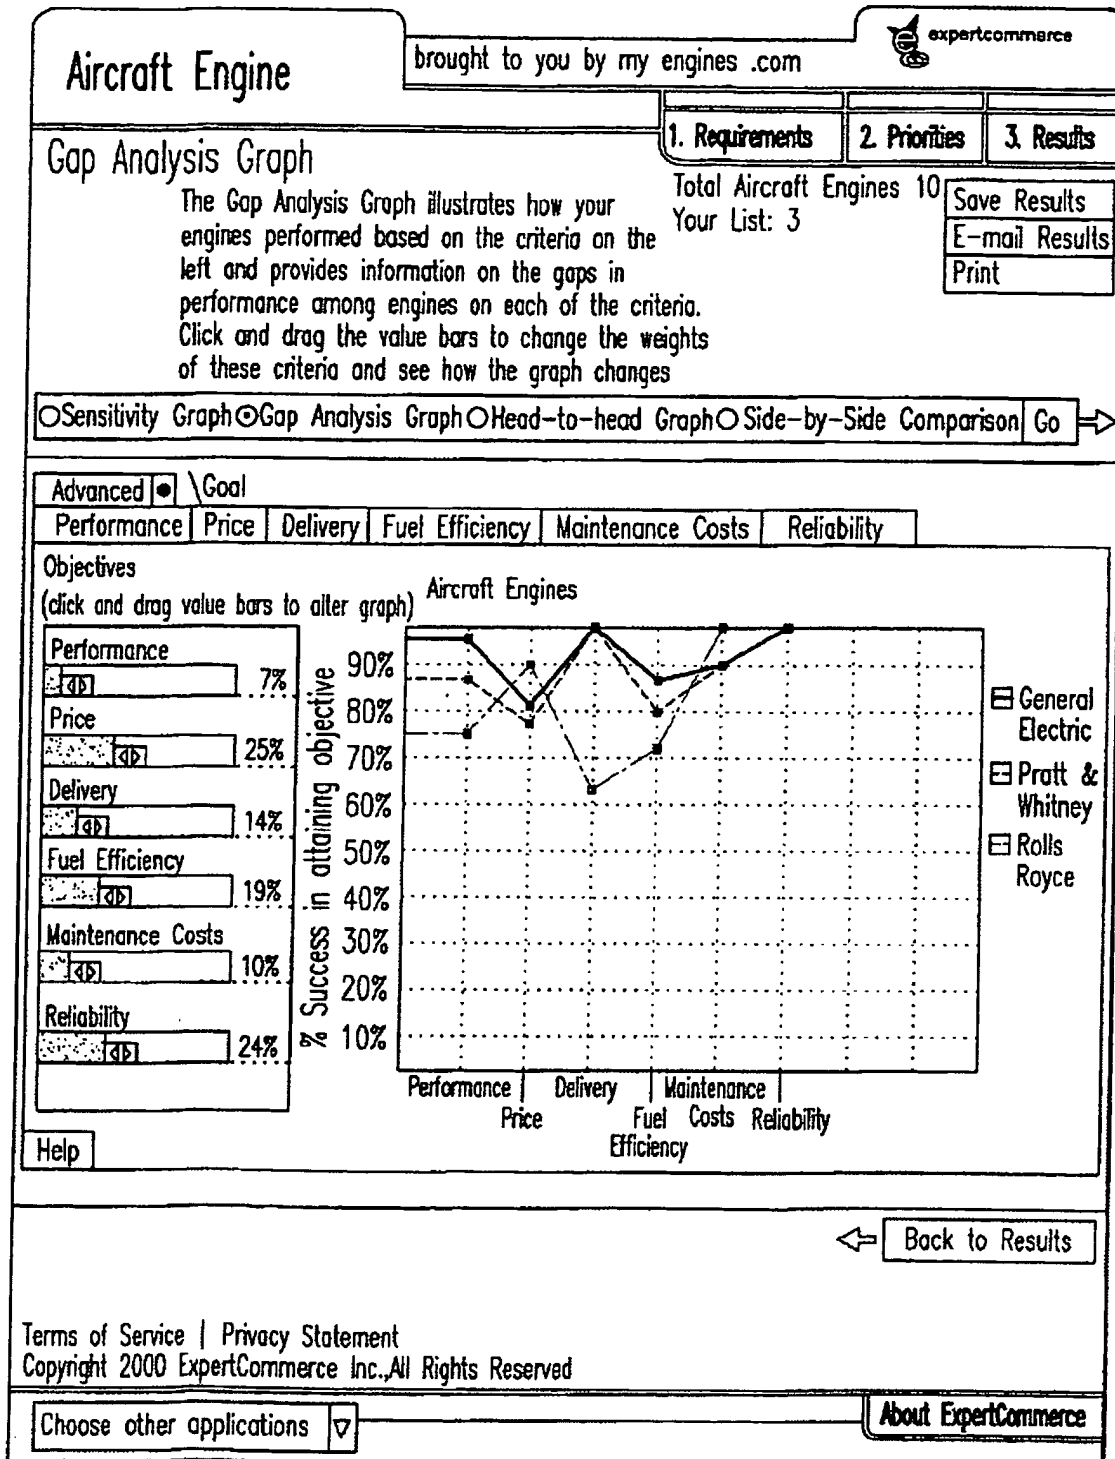 expertcommerce
Aircraft Engine
brought to you by my engines .com
1. Requirements
2. Priorities
3. Results
Gap Analysis Graph
Total Aircraft Engines 10
Your List: 3
Save Results
E-mail Results
Print
The Gap Analysis Graph illustrates how your
engines performed based on the criteria on the
left and provides information on the gaps in
performance among engines on each of the criteria.
Click and drag the value bars to change the weights
of these criteria and see how the graph changes
Sensitivity Graph Gap Analysis Graph Head-to-head Graph Side-by-Side Comparison Go
Advanced \Goal
Performance Price Delivery Fuel Efficiency Maintenance Costs Reliability
Objectives
(click and drag value bars to alter graph)
Performance
7%
Price
25%
Delivery
14%
Fuel Efficiency
19%
Maintenance Costs
10%
Reliability
24%
Aircraft Engines
% Success in attaining objective
90%
80%
70%
60%
50%
40%
30%
20%
10%
Performance
Price
Delivery
Fuel
Efficiency
Maintenance
Costs
Reliability
General
Electric
Pratt &
Whitney
Rolls
Royce
Help
Back to Results
Terms of Service | Privacy Statement
Copyright 2000 ExpertCommerce Inc.,All Rights Reserved
Choose other applications
About ExpertCommerce